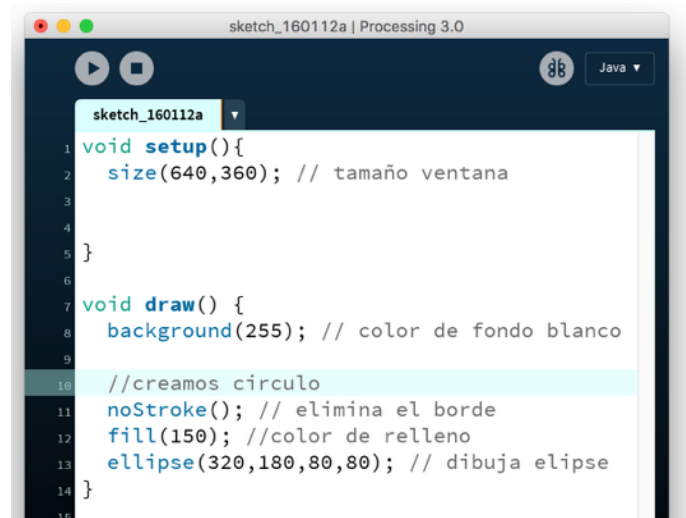 sketch_160112a | Processing 3.0
Java ▼
sketch_160112a ▼
1 void setup(){
2 size(640,360); // tamaño ventana
3
4
5 }
6
7 void draw() {
8 background(255); // color de fondo blanco
9
10 //creamos circulo
11 noStroke(); // elimina el borde
12 fill(150); //color de relleno
13 ellipse(320,180,80,80); // dibuja elipse
14 }
15